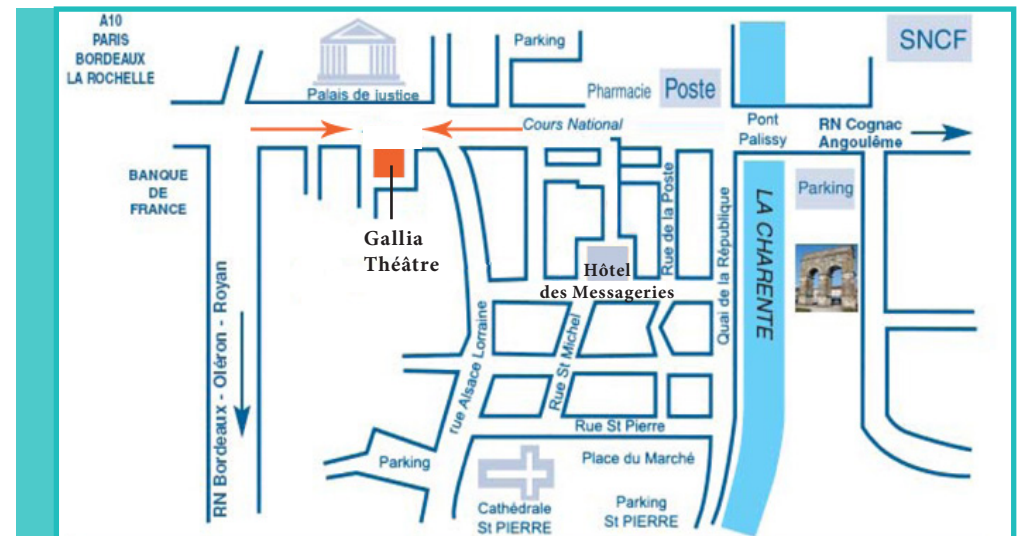 A10
PARIS
BORDEAUX
LA ROCHELLE
Palais de justice
Parking
Pharmacie
Poste
SNCF
Cours National
Pont
Palissy
RN Cognac
Angoulême
BANQUE
DE
FRANCE
Gallia
Théâtre
Rue de la Poste
Quai de la République
LA CHARENTE
Parking
Hôtel
des Messageries
RN Bordeaux - Oléron - Royan
rue Alsace Lorraine
Rue St Michel
Rue St Pierre
Parking
Place du Marché
Cathédrale
St PIERRE
Parking
St PIERRE